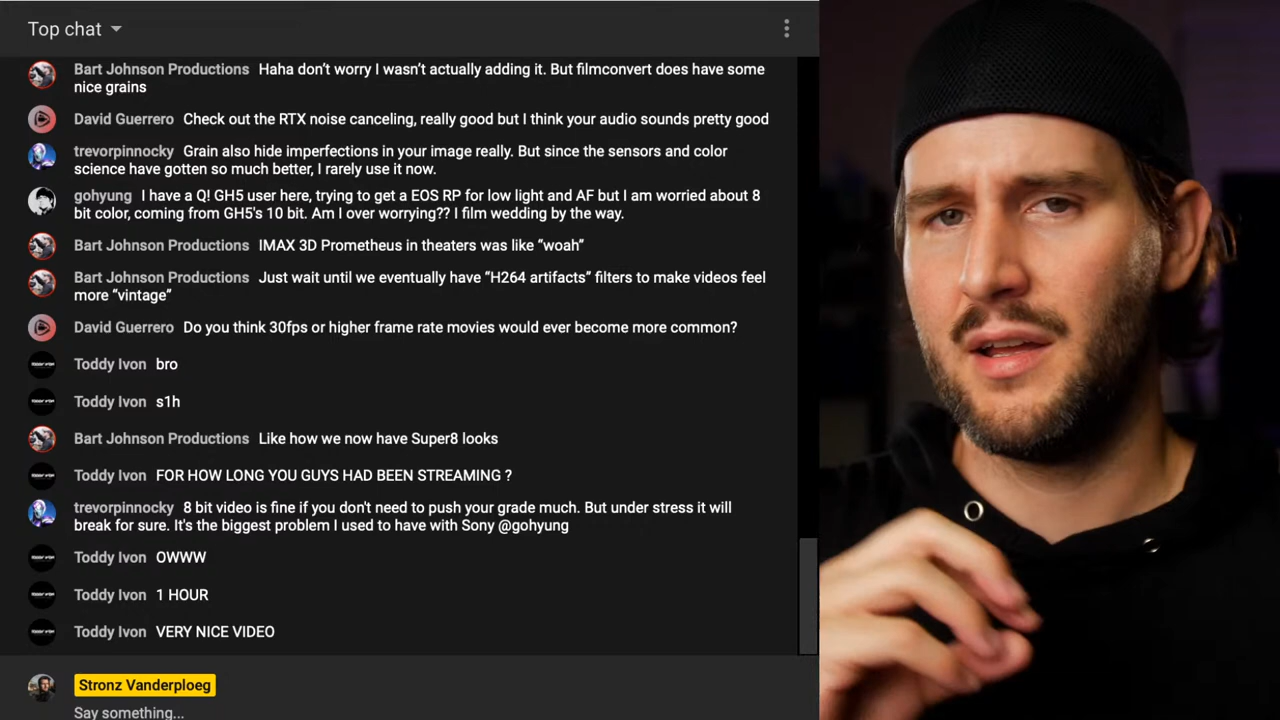 Top chat
Bart Johnson Productions Haha don't worry I wasn't actually adding it. But filmconvert does have some
nice grains
David Guerrero Check out the RTX noise canceling, really good but I think your audio sounds pretty good
trevorpinnocky Grain also hide imperfections in your image really. But since the sensors and color
science have gotten so much better, I rarely use it now.
gohyung I have a Q! GH5 user here, trying to get a EOS RP for low light and AF but I am worried about 8
bit color, coming from GH5's 10 bit. Am I over worrying?? I film wedding by the way.
Bart Johnson Productions IMAX 3D Prometheus in theaters was like “woah”
Bart Johnson Productions Just wait until we eventually have “H264 artifacts” filters to make videos feel
more “vintage”
David Guerrero Do you think 30fps or higher frame rate movies would ever become more common?
Toddy Ivon bro
Toddy Ivon s1h
Bart Johnson Productions Like how we now have Super8 looks
Toddy Ivon FOR HOW LONG YOU GUYS HAD BEEN STREAMING ?
trevorpinnocky 8 bit video is fine if you don't need to push your grade much. But under stress it will
break for sure. It's the biggest problem I used to have with Sony @gohyung
Toddy Ivon OWWW
Toddy Ivon 1 HOUR
Toddy Ivon VERY NICE VIDEO
Stronz Vanderploeg
Say something...